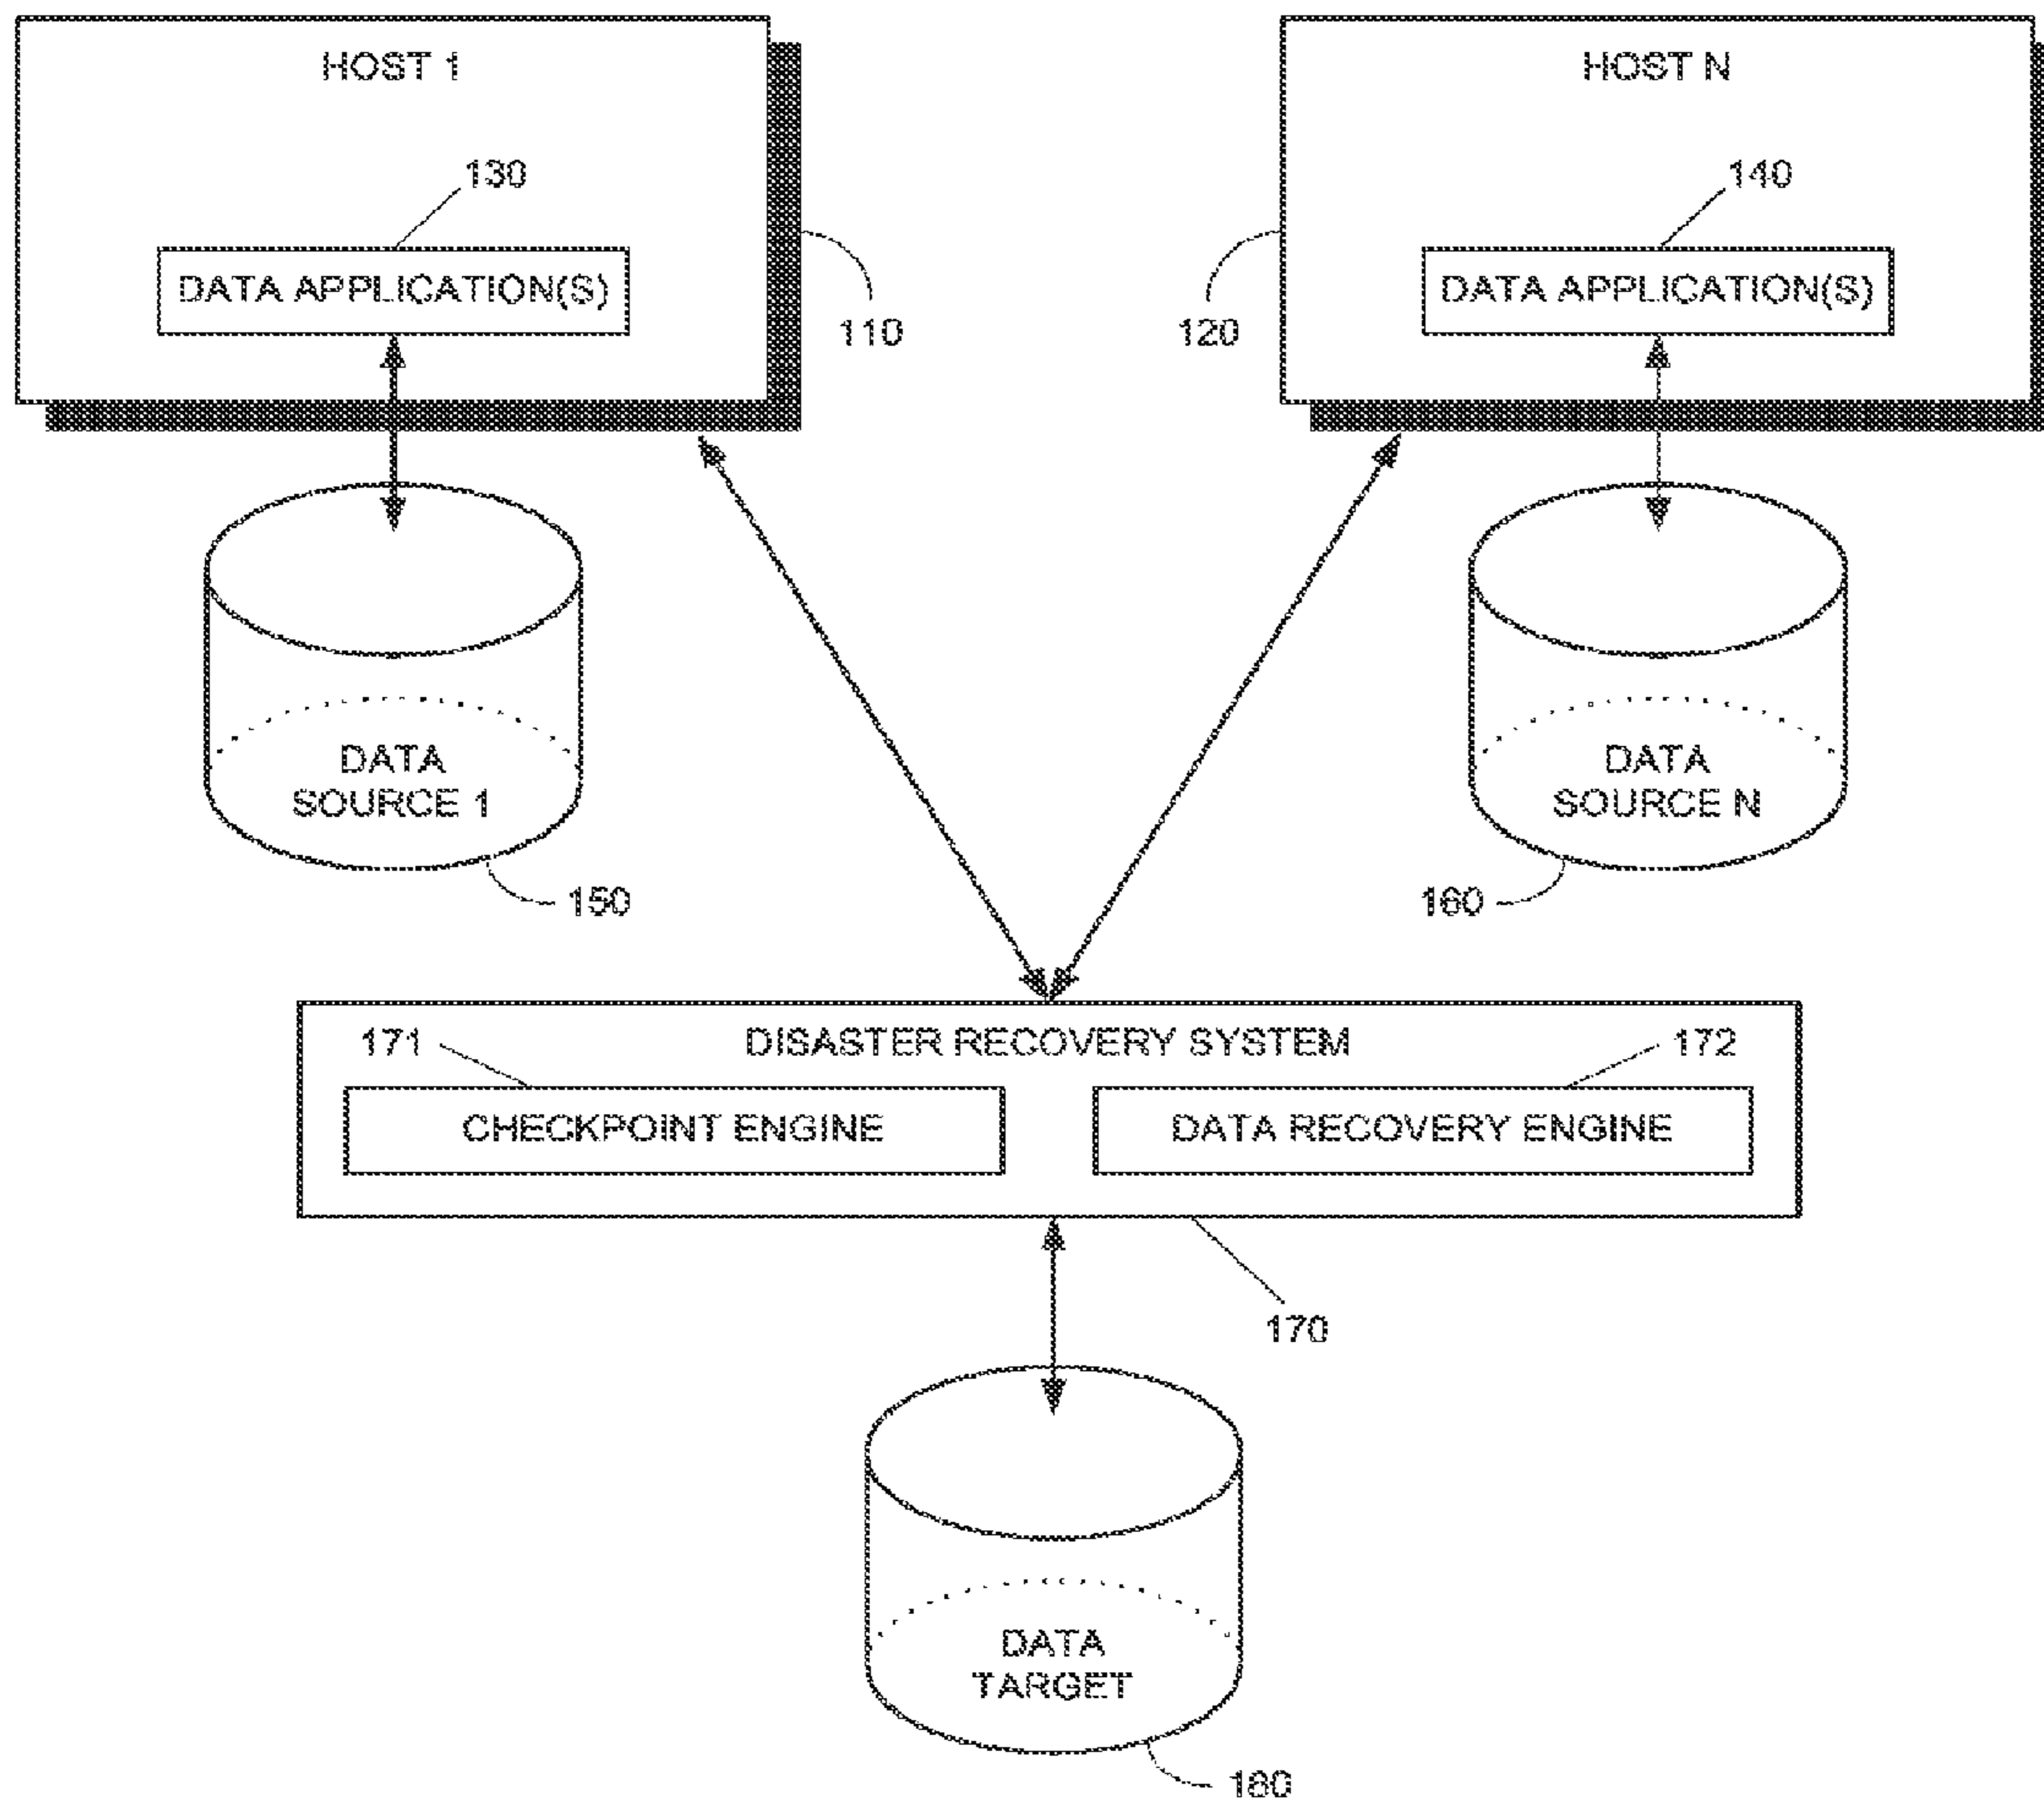 HOST 1
HOST N
130
140
DATA APPLICATION(S)
DATA APPLICATION(S)
110
120
DATA
SOURCE 1
DATA
SOURCE N
150
160
171
DISASTER RECOVERY SYSTEM
172
CHECKPOINT ENGINE
DATA RECOVERY ENGINE
170
DATA
TARGET
180